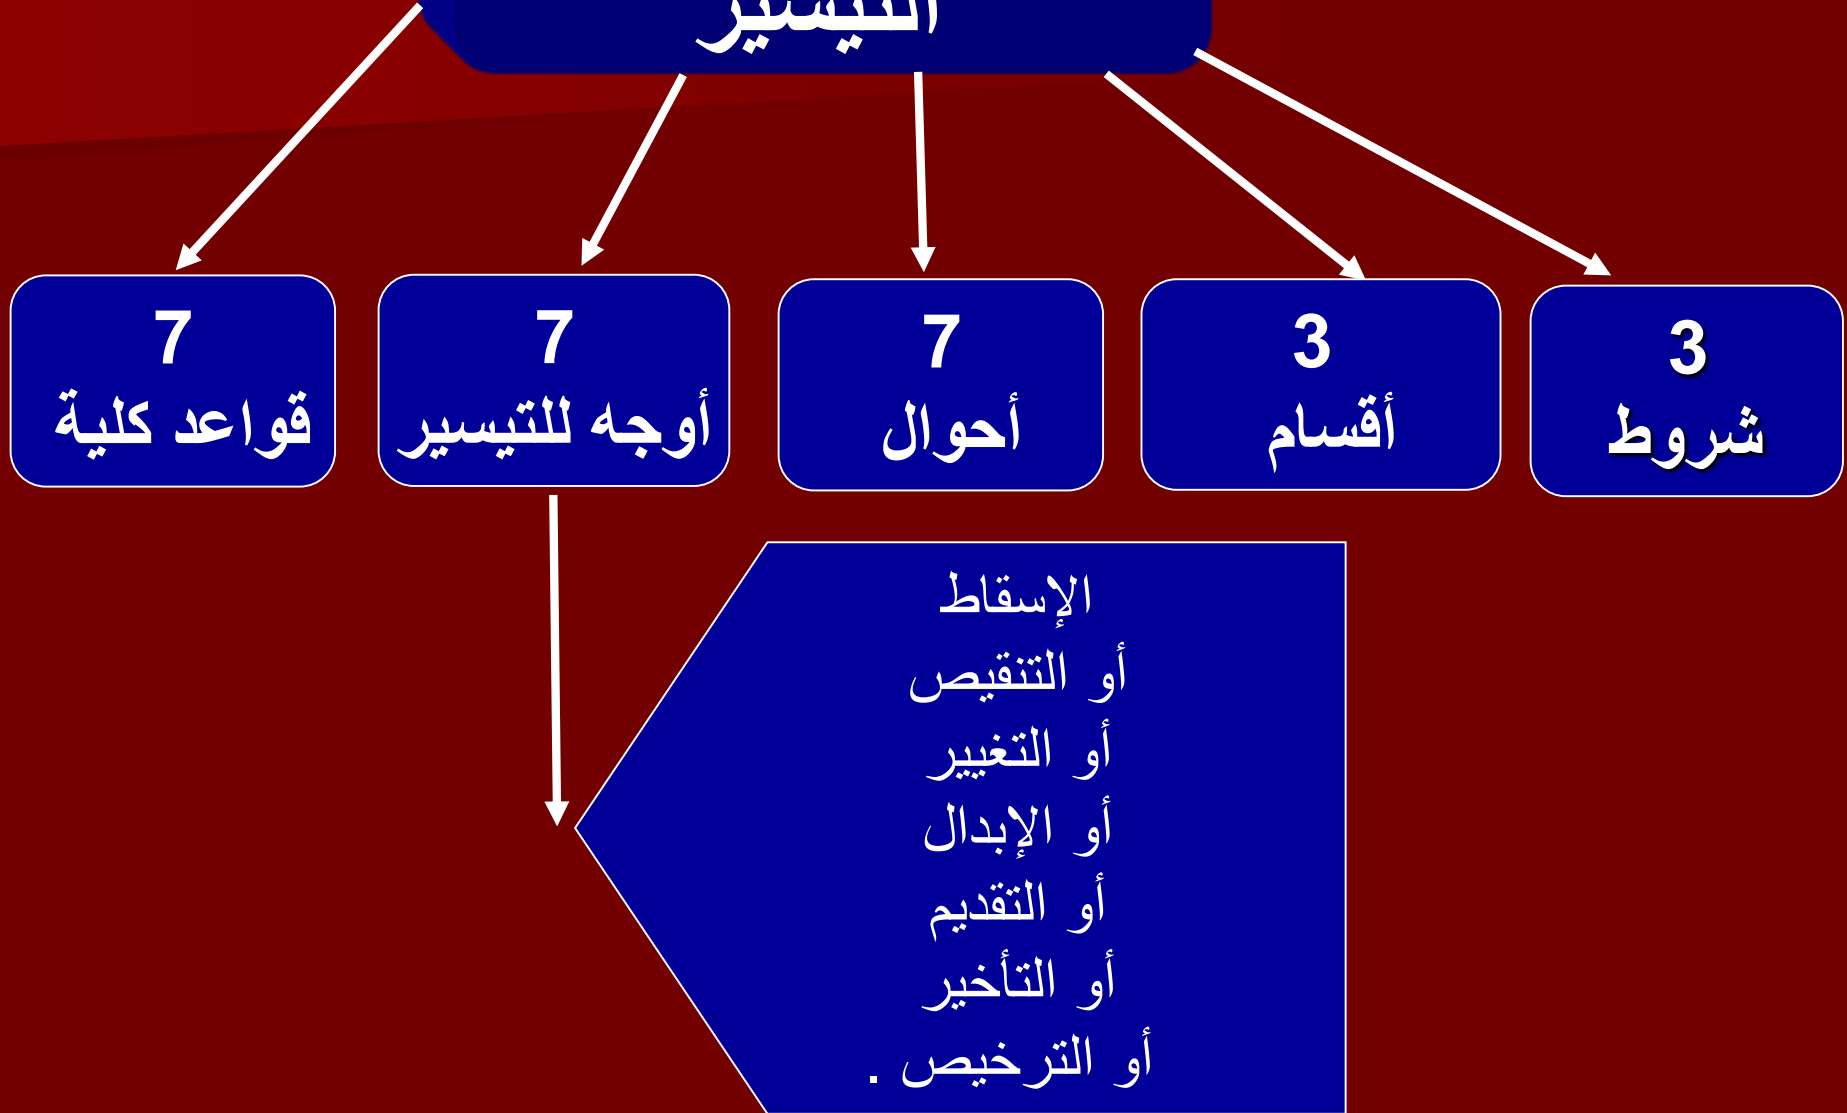 التيسير
3
شروط
3
أقسام
7
أحوال
7
أوجه للتيسير
7
قواعد كلية
الإسقاط
أو التنقيص
أو التغيير
أو الإبدال
أو التقديم
أو التأخير
أو الترخيص .